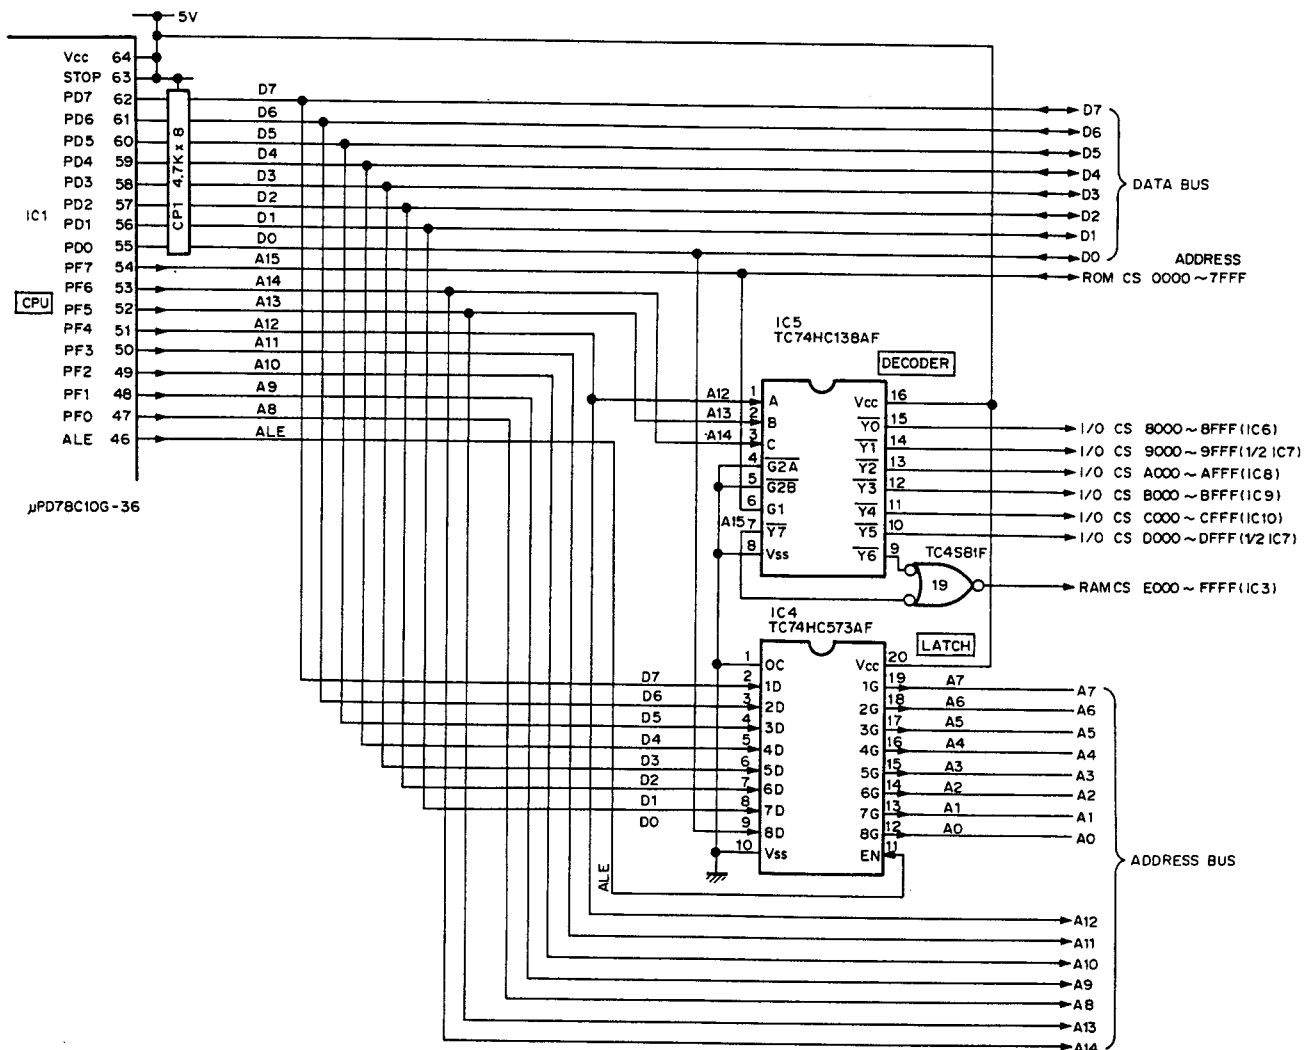 5V
Vcc 64
STOP 63
PD7 62
PD6 61
PD5 60
PD4 59
PD3 58
PD2 57
PD1 56
PD0 55
PF7 54
PF6 53
PF5 52
PF4 51
PF3 50
PF2 49
PF1 48
PF0 47
ALE 46
IC1
CPU
μPD78C10G-36
CP1 4.7K x 8
D7
D6
D5
D4
D3
D2
D1
D0
A15
A14
A13
A12
A11
A10
A9
A8
ALE
D7
D6
D5
D4
D3
D2
D1
D0
DATA BUS
ADDRESS
ROM CS 0000~7FFF
IC5
TC74HC138AF
DECODER
A12 1 A
A13 2 B
A14 3 C
4 G2A
5 G2B
6 G1
A15 7 Y7
8 Vss
Vcc 16
Y0 15
Y1 14
Y2 13
Y3 12
Y4 11
Y5 10
Y6 9
I/O CS 8000~8FFF(IC6)
I/O CS 9000~9FFF(1/2 IC7)
I/O CS A000~AFFF(IC8)
I/O CS B000~BFFF(IC9)
I/O CS C000~CFFF(IC10)
I/O CS D000~DFFF(1/2 IC7)
TC4S81F
19
RAM CS E000~FFFF(IC3)
IC4
TC74HC573AF
LATCH
1 OC
D7 2 1D
D6 3 2D
D5 4 3D
D4 5 4D
D3 6 5D
D2 7 6D
D1 8 7D
D0 9 8D
10 Vss
Vcc 20
1G 19 A7
2G 18 A6
3G 17 A5
4G 16 A4
5G 15 A3
6G 14 A2
7G 13 A1
8G 12 A0
EN 11
ALE
A7
A6
A5
A4
A3
A2
A1
A0
ADDRESS BUS
A12
A11
A10
A9
A8
A13
A14